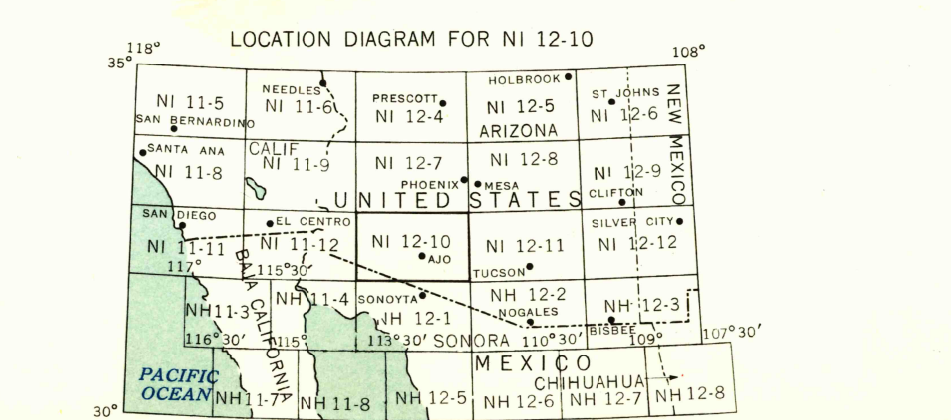 LOCATION DIAGRAM FOR NI 12-10
118°
108°
35°
NI 11-5
SAN BERNARDINO
NEEDLES
NI 11-6
PRESCOTT
NI 12-4
HOLBROOK
NI 12-5
ARIZONA
ST JOHNS
NI 12-6
NEW MEXICO
SANTA ANA
NI 11-8
CALIF
NI 11-9
NI 12-7
PHOENIX
NI 12-8
MESA
NI 12-9
CLIFTON
UNITED STATES
SAN DIEGO
NI 11-11
117°
EL CENTRO
NI 11-12
115°30'
NI 12-10
AJO
NI 12-11
TUCSON
SILVER CITY
NI 12-12
BAJA CALIFORNIA
NH 11-3
116°30'
NH 11-4
115°
SONOYTA
NH 12-1
113°30'
SONORA
NH 12-2
NOGALES
110°30'
NH 12-3
BISBEE
109°
107°30'
MEXICO
CHIHUAHUA
PACIFIC
OCEAN
NH 11-7
NH 11-8
NH 12-5
NH 12-6
NH 12-7
NH 12-8
30°